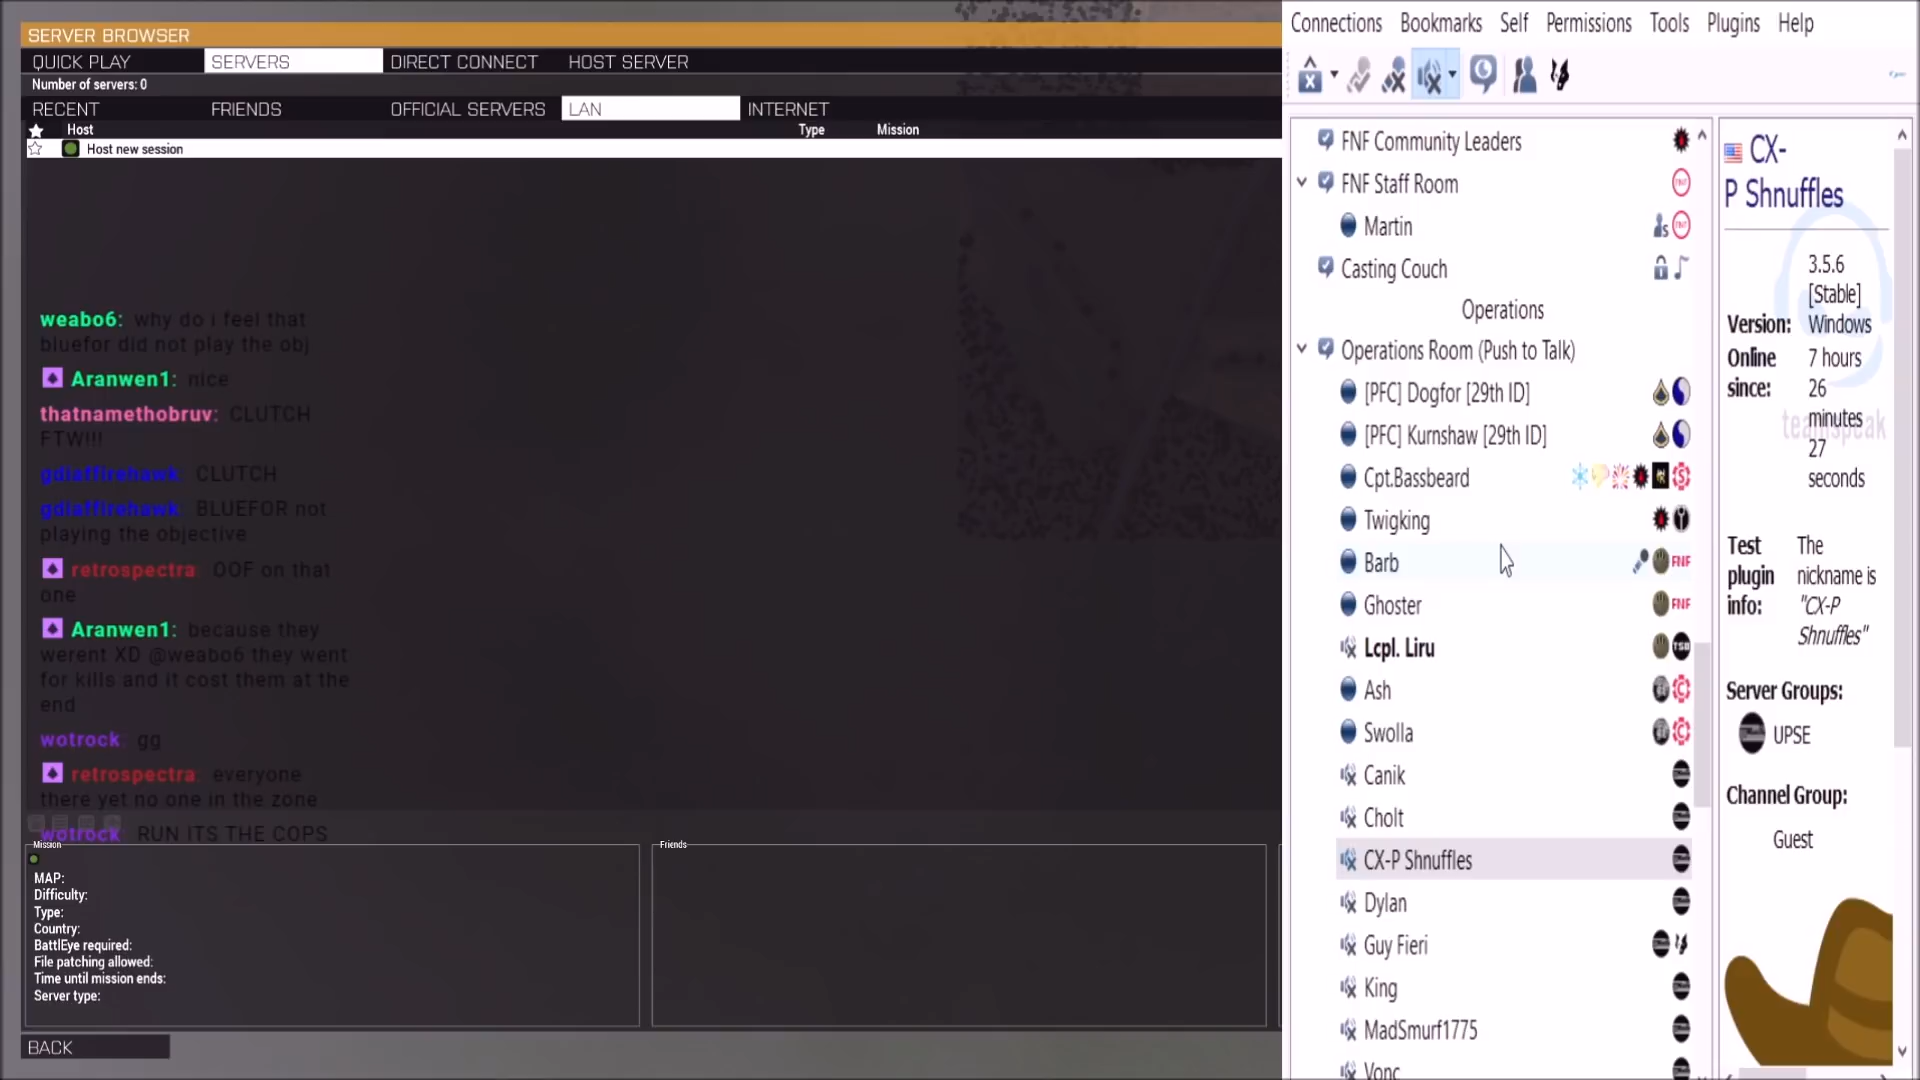 SERVER BROWSER
QUICK PLAY SERVERS DIRECT CONNECT HOST SERVER
Number of servers: 0
RECENT FRIENDS OFFICIAL SERVERS LAN INTERNET
Host Type Mission
Host new session
weabo6: why do i feel that
bluefor did not play the obj
Aranwen1: nice
thatnamethobruv: CLUTCH
FTW!!!
gdiaffirehawk: CLUTCH
gdiaffirehawk: BLUEFOR not
playing the objective
retrospectra: OOF on that
one
Aranwen1: because they
werent XD @weabo6 they went
for kills and it cost them at the
end
wotrock: gg
retrospectra: everyone
there yet no one in the zone
wotrock: RUN ITS THE COPS
Mission
MAP:
Difficulty:
Type:
Country:
BattlEye required:
File patching allowed:
Time until mission ends:
Server type:
Friends
BACK
Connections Bookmarks Self Permissions Tools Plugins Help
FNF Community Leaders
FNF Staff Room
Martin
Casting Couch
Operations
Operations Room (Push to Talk)
[PFC] Dogfor [29th ID]
[PFC] Kurnshaw [29th ID]
Cpt.Bassbeard
Twigking
Barb FNF
Ghoster FNF
Lcpl. Liru TSB
Ash
Swolla
Canik
Cholt
CX-P Shnuffles
Dylan
Guy Fieri
King
MadSmurf1775
Vonc
CX-
P Shnuffles
3.5.6
[Stable]
Version: Windows
Online 7 hours
since: 26
minutes
teamspeak
27
seconds
Test The
plugin nickname is
info: "CX-P
Shnuffles"
Server Groups:
UPSE
Channel Group:
Guest